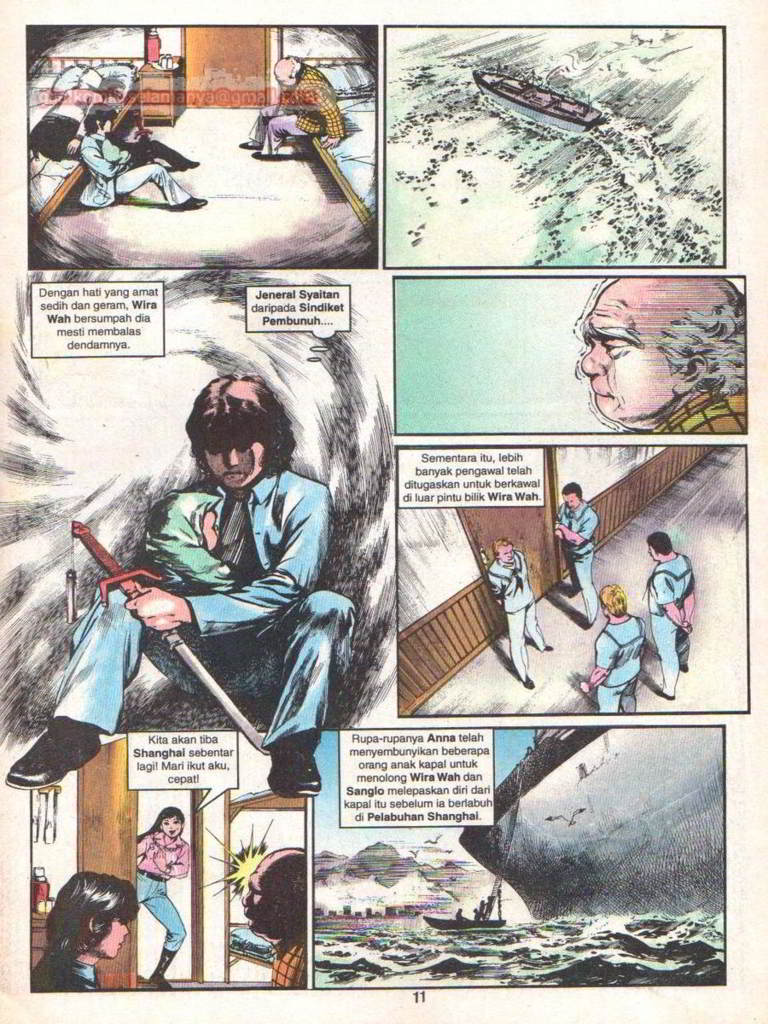 Dengan hati yang amat
sedih dan geram, Wira
Wah bersumpah dia
mesti membalas
dendamnya.
Jeneral Syaitan
daripada Sindiket
Pembunuh....
Sementara itu, lebih
banyak pengawal telah
ditugaskan untuk berkawal
di luar pintu bilik Wira Wah.
Kita akan tiba
Shanghai sebentar
lagi! Mari ikut aku,
cepat!
Rupa-rupanya Anna telah
menyembunyikan beberapa
orang anak kapal untuk
menolong Wira Wah dan
Sanglo melepaskan diri dari
kapal itu sebelum ia berlabuh
di Pelabuhan Shanghai.
11